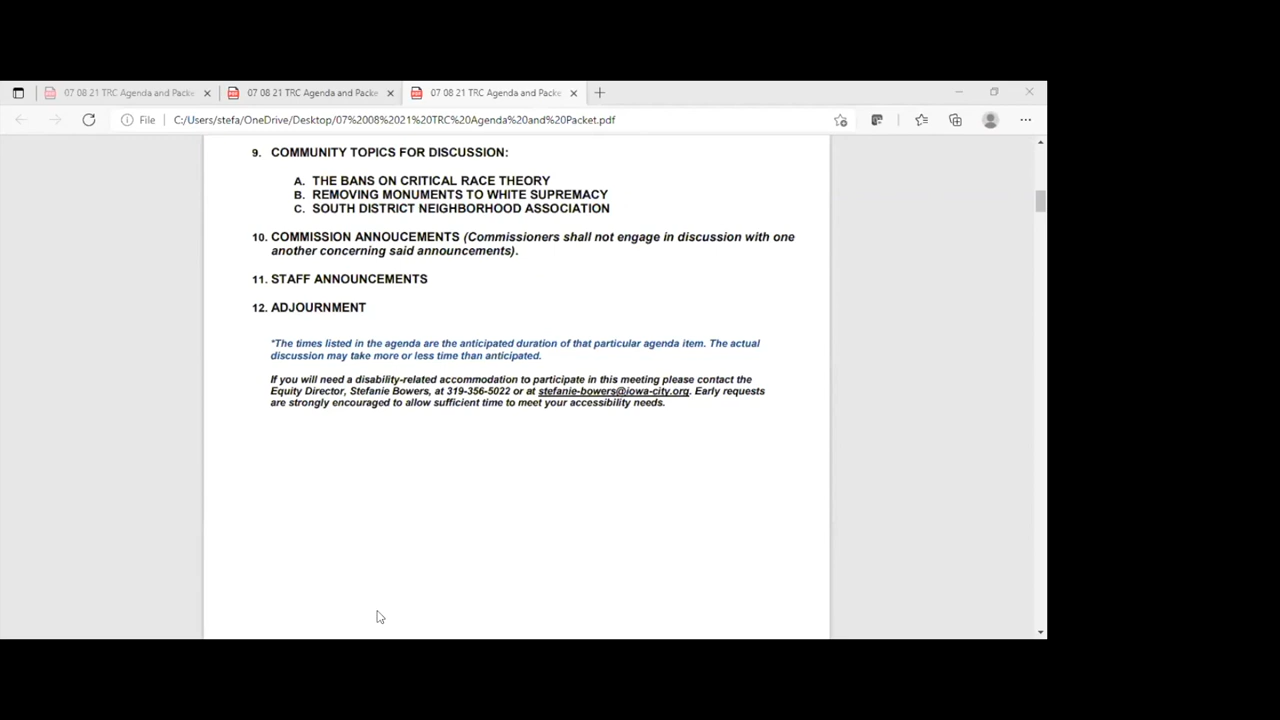 07 08 21 TRC Agenda and Packe
07 08 21 TRC Agenda and Packe
07 08 21 TRC Agenda and Packe
File
C:/Users/stefa/OneDrive/Desktop/07%2008%2021%20TRC%20Agenda%20and%20Packet.pdf
9. COMMUNITY TOPICS FOR DISCUSSION:
A. THE BANS ON CRITICAL RACE THEORY
B. REMOVING MONUMENTS TO WHITE SUPREMACY
C. SOUTH DISTRICT NEIGHBORHOOD ASSOCIATION
10. COMMISSION ANNOUCEMENTS (Commissioners shall not engage in discussion with one
another concerning said announcements).
11. STAFF ANNOUNCEMENTS
12. ADJOURNMENT
*The times listed in the agenda are the anticipated duration of that particular agenda item. The actual
discussion may take more or less time than anticipated.
If you will need a disability-related accommodation to participate in this meeting please contact the
Equity Director, Stefanie Bowers, at 319-356-5022 or at stefanie-bowers@iowa-city.org. Early requests
are strongly encouraged to allow sufficient time to meet your accessibility needs.